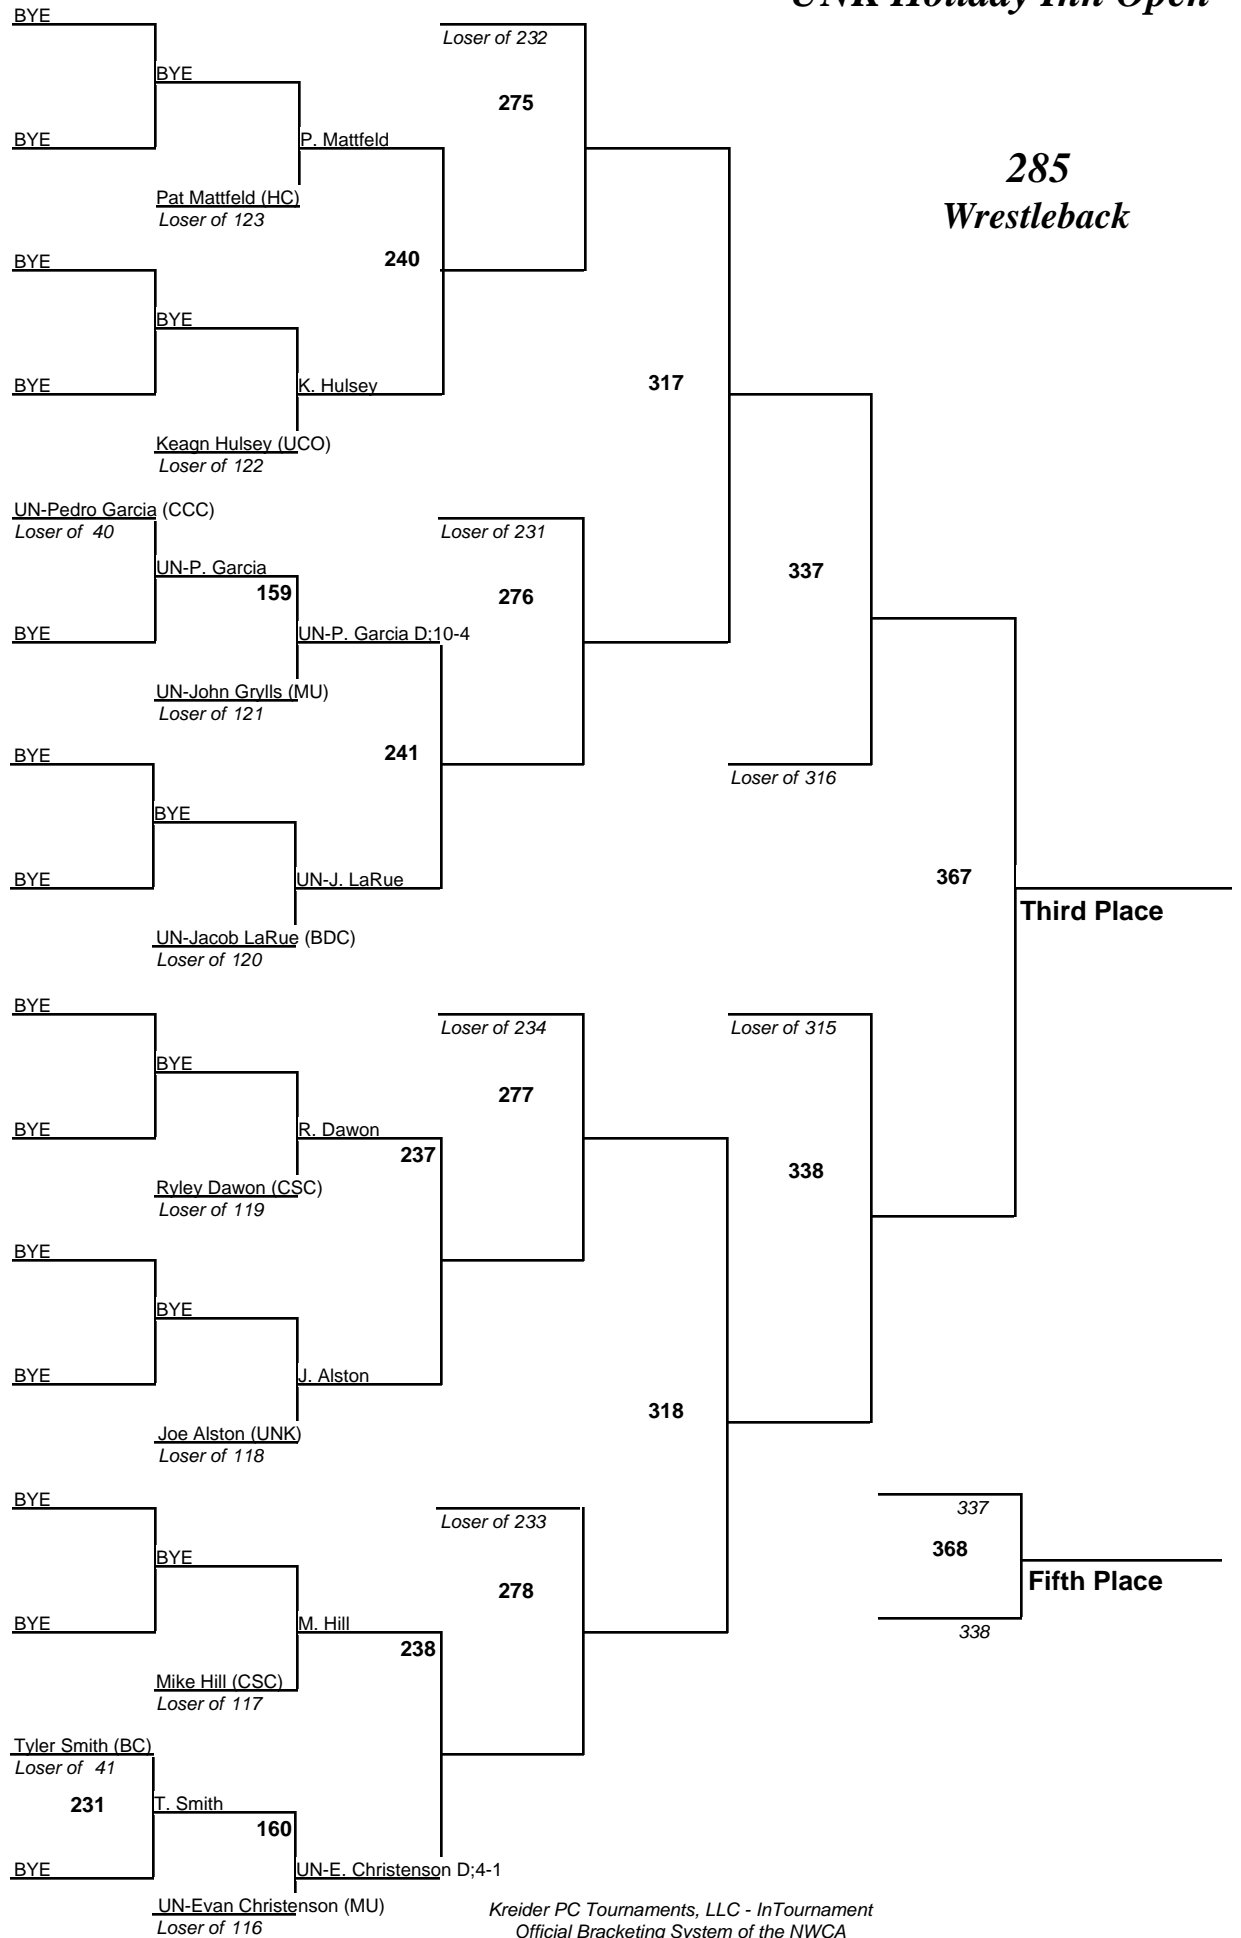 UNK Holiday Inn Open
285
Wrestleback
BYE
BYE
BYE
P. Mattfeld
Pat Mattfeld (HC)
Loser of 123
240
BYE
BYE
BYE
K. Hulsey
Keagn Hulsey (UCO)
Loser of 122
Loser of 232
275
317
UN-Pedro Garcia (CCC)
Loser of 40
UN-P. Garcia
159
BYE
UN-P. Garcia D;10-4
UN-John Grylls (MU)
Loser of 121
241
BYE
BYE
BYE
UN-J. LaRue
UN-Jacob LaRue (BDC)
Loser of 120
Loser of 231
276
337
Loser of 316
367
Third Place
BYE
BYE
BYE
R. Dawon
237
Ryley Dawon (CSC)
Loser of 119
BYE
BYE
BYE
J. Alston
Joe Alston (UNK)
Loser of 118
Loser of 234
277
Loser of 315
338
318
BYE
BYE
BYE
M. Hill
238
Mike Hill (CSC)
Loser of 117
Loser of 233
278
Tyler Smith (BC)
Loser of 41
231
T. Smith
160
BYE
UN-E. Christenson D;4-1
UN-Evan Christenson (MU)
Loser of 116
337
368
Fifth Place
338
Kreider PC Tournaments, LLC - InTournament
Official Bracketing System of the NWCA